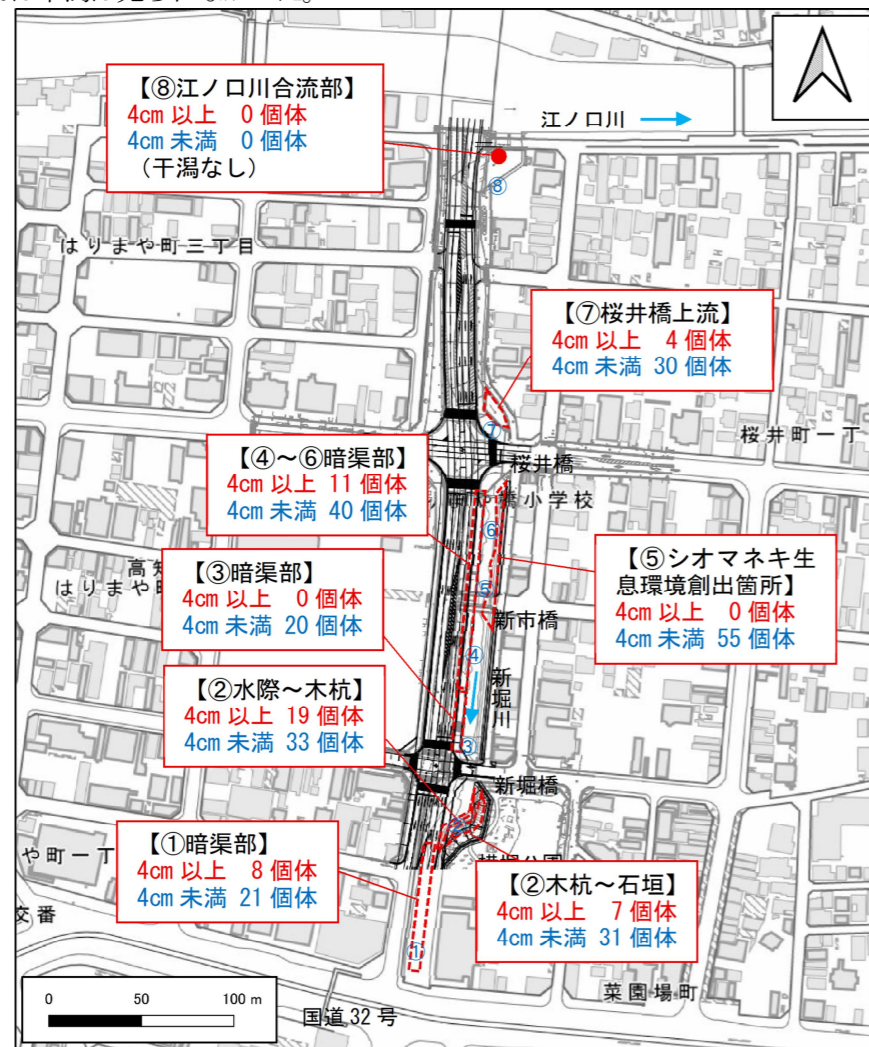 【⑧江ノ口川合流部】
4cm 以上 0 個体
4cm 未満 0 個体
（干潟なし）
江ノ口川
⑧
はりまや町三丁目
【⑦桜井橋上流】
4cm 以上 4 個体
4cm 未満 30 個体
⑦
桜井町一丁
桜井橋
【④～⑥暗渠部】
4cm 以上 11 個体
4cm 未満 40 個体
小学校
⑥
【⑤シオマネキ生
息環境創出箇所】
4cm 以上 0 個体
4cm 未満 55 個体
高知
はりまや町
【③暗渠部】
4cm 以上 0 個体
4cm 未満 20 個体
⑤
新市橋
④
新堀川
③
【②水際～木杭】
4cm 以上 19 個体
4cm 未満 33 個体
新堀橋
②
【①暗渠部】
4cm 以上 8 個体
4cm 未満 21 個体
や町一丁
交番
【②木杭～石垣】
4cm 以上 7 個体
4cm 未満 31 個体
①
菜園場町
0 50 100 m
国道 32 号